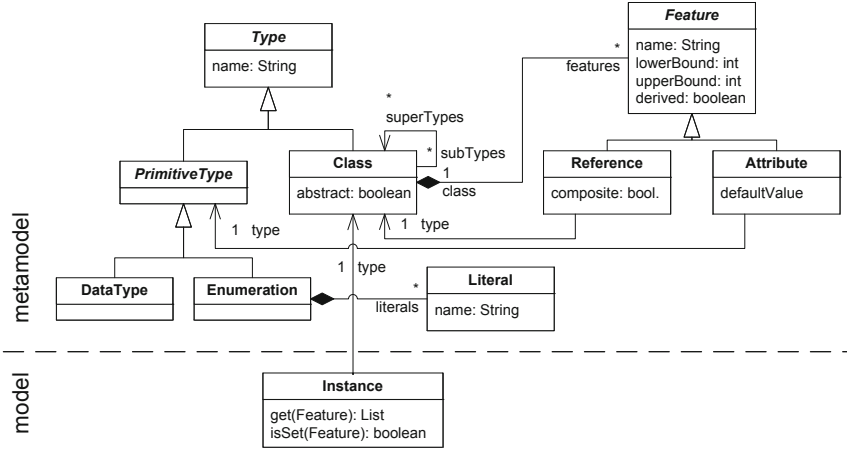 Type
name: String
Feature
name: String
lowerBound: int
upperBound: int
derived: boolean
*
features
*
superTypes
*
subTypes
PrimitiveType
Class
abstract: boolean
1
class
Reference
composite: bool.
Attribute
defaultValue
1 type
1 type
1 type
DataType
Enumeration
*
literals
Literal
name: String
metamodel
model
Instance
get(Feature): List
isSet(Feature): boolean